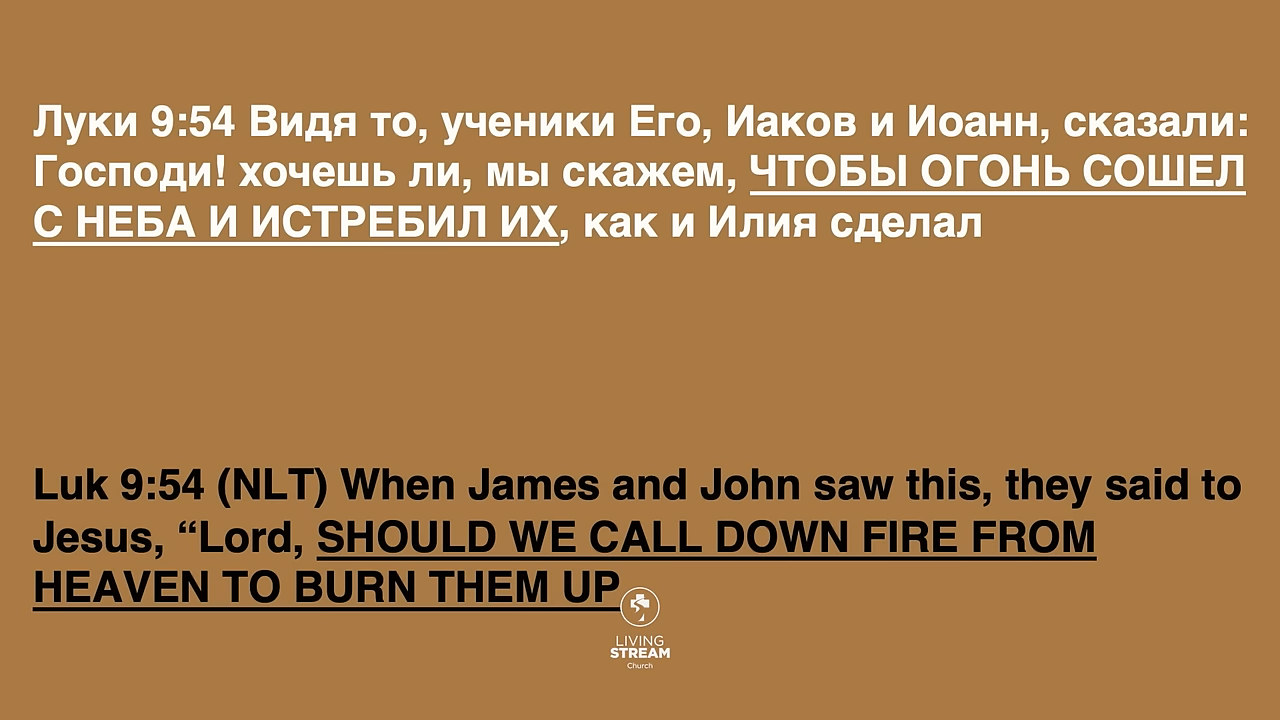 Луки 9:54 Видя то, ученики Его, Иаков и Иоанн, сказали:
Господи! хочешь ли, мы скажем, ЧТОБЫ ОГОНЬ СОШЕЛ
С НЕБА И ИСТРЕБИЛ ИХ, как и Илия сделал
Luk 9:54 (NLT) When James and John saw this, they said to
Jesus, “Lord, SHOULD WE CALL DOWN FIRE FROM
HEAVEN TO BURN THEM UP
LIVING
STREAM
Church